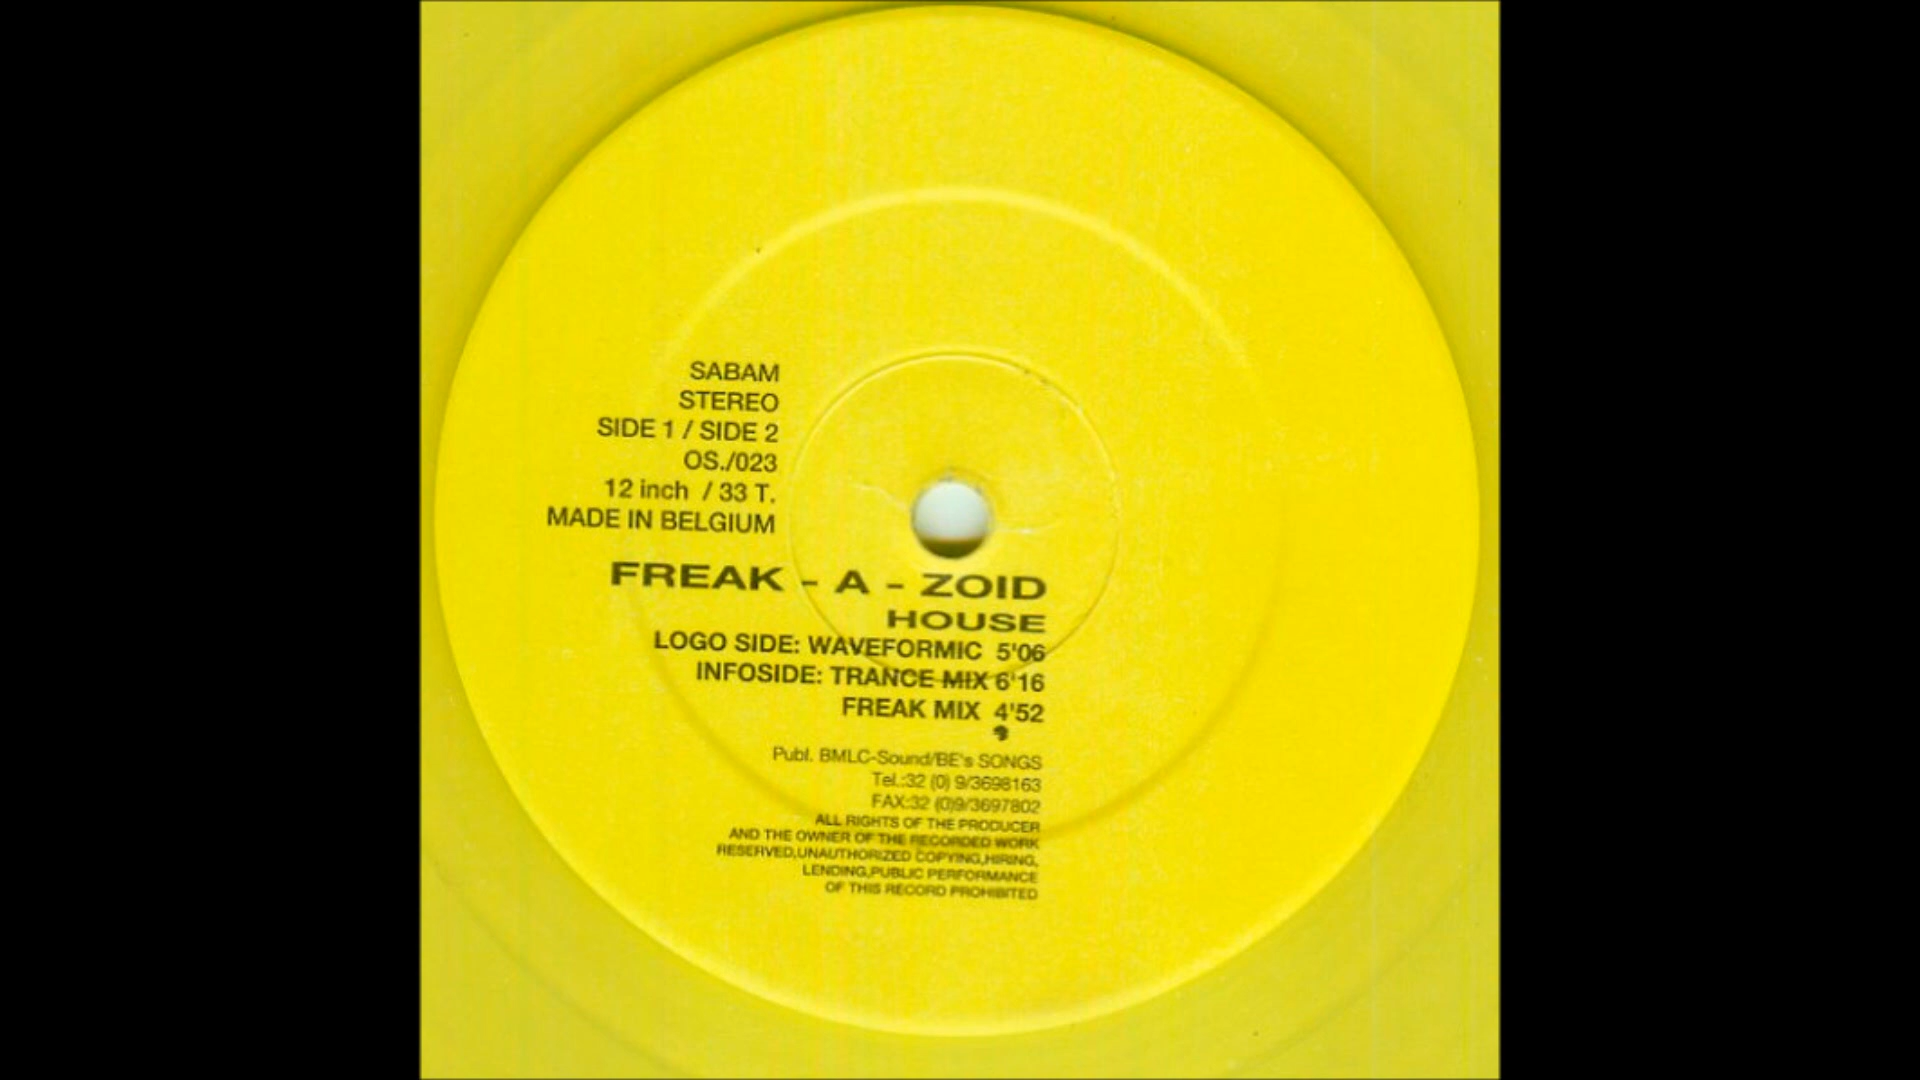 SABAM
STEREO
SIDE 1 / SIDE 2
OS./023
12 inch / 33 T.
MADE IN BELGIUM
FREAK - A - ZOID
HOUSE
LOGO SIDE: WAVEFORMIC 5'06
INFOSIDE: TRANCE MIX 6'16
FREAK MIX 4'52
Publ. BMLC-Sound/BE's SONGS
Tel.:32 (0) 9/3698163
FAX:32 (0)9/3697802
ALL RIGHTS OF THE PRODUCER
AND THE OWNER OF THE RECORDED WORK
RESERVED,UNAUTHORIZED COPYING,HIRING,
LENDING,PUBLIC PERFORMANCE
OF THIS RECORD PROHIBITED